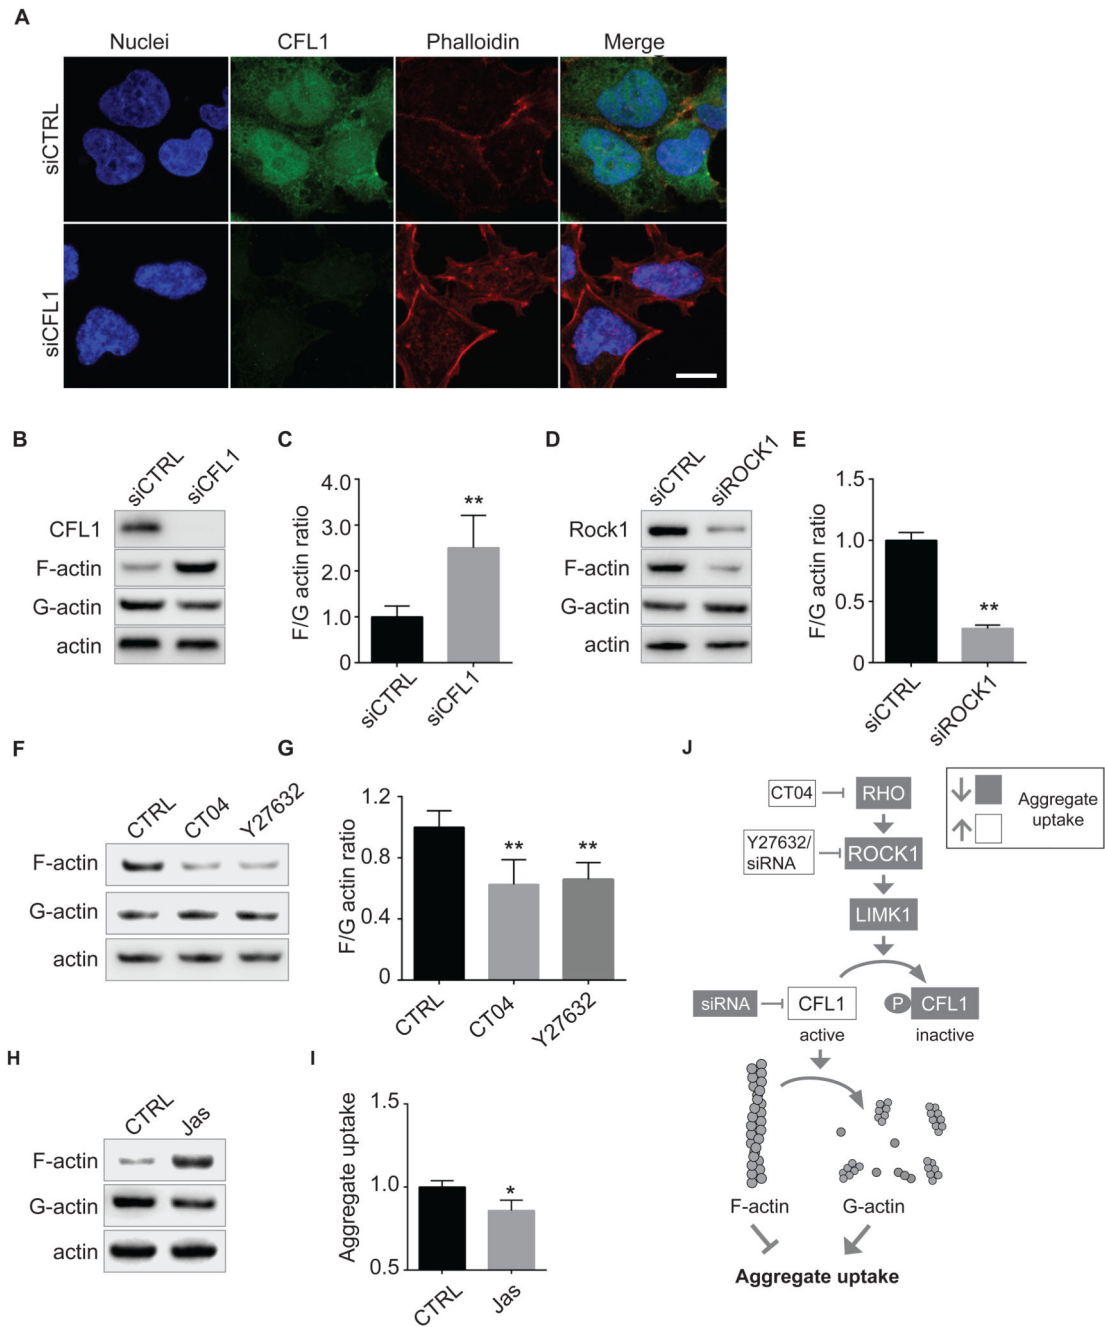 A
Nuclei CFL1 Phalloidin Merge
siCTRL
siCFL1
B
siCTRL siCFL1
CFL1
F-actin
G-actin
actin
C
F/G actin ratio
4.0
3.0
2.0
1.0
0
**
siCTRL siCFL1
D
siCTRL siROCK1
Rock1
F-actin
G-actin
actin
E
F/G actin ratio
1.5
1.0
0.5
0
**
siCTRL siROCK1
F
CTRL CT04 Y27632
F-actin
G-actin
actin
G
F/G actin ratio
1.2
0.8
0.4
0
** **
CTRL CT04 Y27632
H
CTRL Jas
F-actin
G-actin
actin
I
Aggregate uptake
1.5
1.0
0.5
*
CTRL Jas
J
Aggregate
uptake
CT04 RHO
Y27632/
siRNA
ROCK1
LIMK1
siRNA CFL1 P CFL1
active inactive
F-actin G-actin
Aggregate uptake